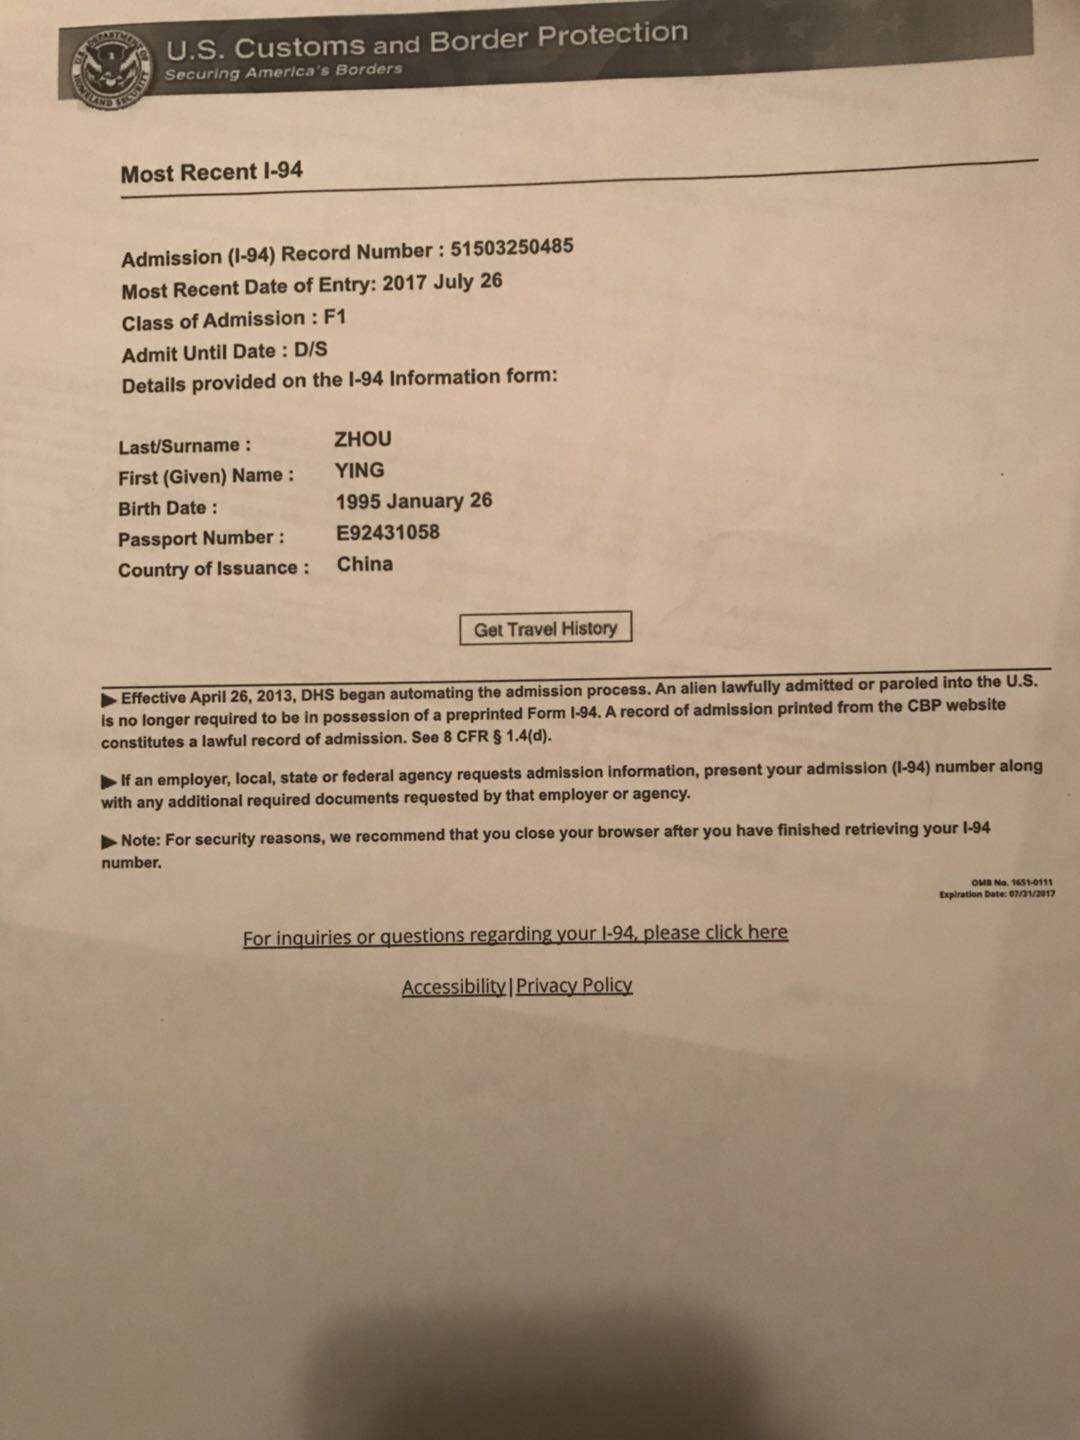 U.S. Customs and Border Protection
Securing America's Borders
Most Recent I-94
Admission (I-94) Record Number : 51503250485
Most Recent Date of Entry: 2017 July 26
Class of Admission : F1
Admit Until Date : D/S
Details provided on the I-94 Information form:
Last/Surname : ZHOU
First (Given) Name : YING
Birth Date : 1995 January 26
Passport Number : E92431058
Country of Issuance : China
Get Travel History
▶ Effective April 26, 2013, DHS began automating the admission process. An alien lawfully admitted or paroled into the U.S.
is no longer required to be in possession of a preprinted Form I-94. A record of admission printed from the CBP website
constitutes a lawful record of admission. See 8 CFR § 1.4(d).
▶ If an employer, local, state or federal agency requests admission information, present your admission (I-94) number along
with any additional required documents requested by that employer or agency.
▶ Note: For security reasons, we recommend that you close your browser after you have finished retrieving your I-94
number.
OMB No. 1651-0111
Expiration Date: 07/31/2017
For inquiries or questions regarding your I-94, please click here
Accessibility | Privacy Policy